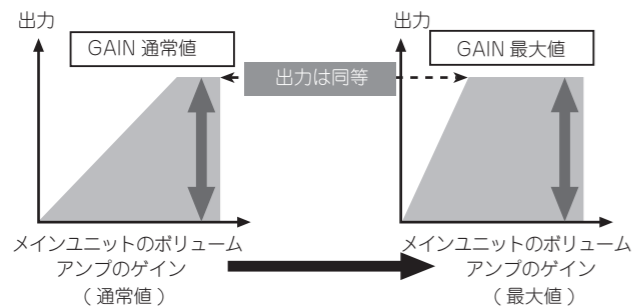 出力
GAIN 通常値
出力は同等
出力
GAIN 最大値
メインユニットのボリューム
アンプのゲイン
( 通常値 )
メインユニットのボリューム
アンプのゲイン
( 最大値 )